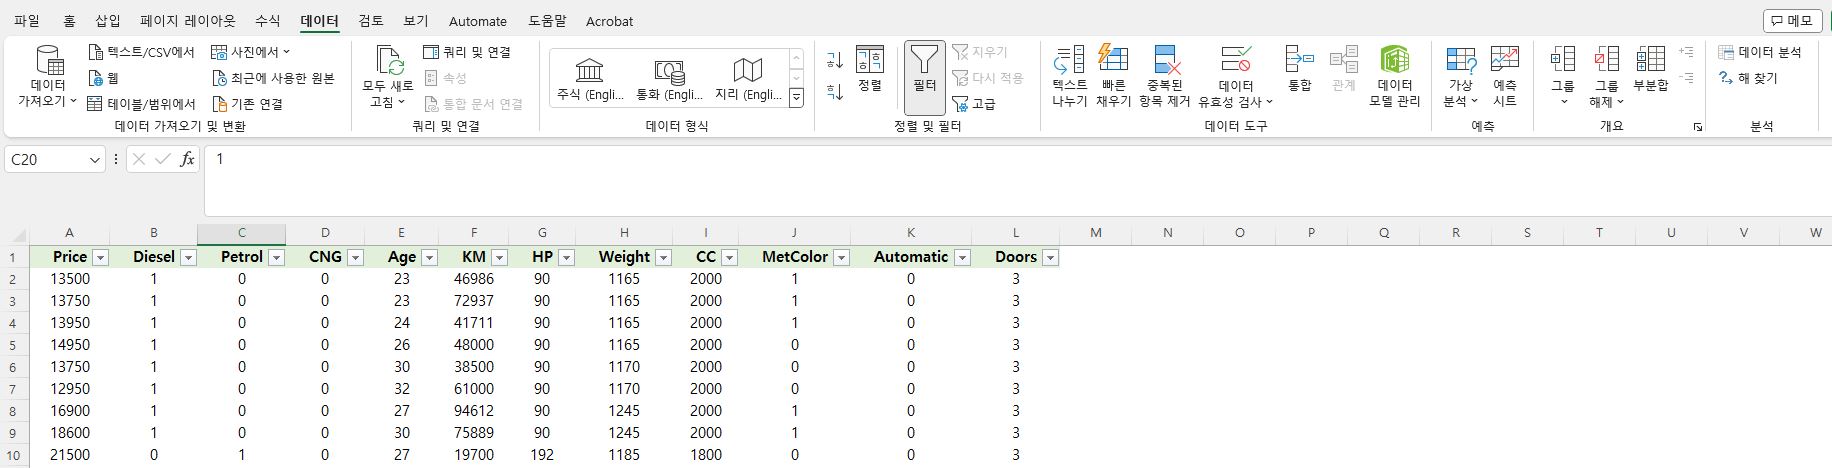 파일 홈 삽입 페이지 레이아웃 수식 데이터 검토 보기 Automate 도움말 Acrobat 메모
데이터 가져오기
텍스트/CSV에서
웹
테이블/범위에서
사진에서
최근에 사용한 원본
기존 연결
데이터 가져오기 및 변환
모두 새로 고침
쿼리 및 연결
속성
통합 문서 연결
쿼리 및 연결
주식 (Engli...
통화 (Engli...
지리 (Engli...
데이터 형식
정렬
필터
지우기
다시 적용
고급
정렬 및 필터
텍스트 나누기
빠른 채우기
중복된 항목 제거
데이터 유효성 검사
통합
관계
데이터 모델 관리
데이터 도구
가상 분석
예측 시트
예측
그룹
그룹 해제
부분합
개요
데이터 분석
해 찾기
분석
C20 fx 1
A B C D E F G H I J K L M N O P Q R S T U V W
1 Price Diesel Petrol CNG Age KM HP Weight CC MetColor Automatic Doors
2 13500 1 0 0 23 46986 90 1165 2000 1 0 3
3 13750 1 0 0 23 72937 90 1165 2000 1 0 3
4 13950 1 0 0 24 41711 90 1165 2000 1 0 3
5 14950 1 0 0 26 48000 90 1165 2000 0 0 3
6 13750 1 0 0 30 38500 90 1170 2000 0 0 3
7 12950 1 0 0 32 61000 90 1170 2000 0 0 3
8 16900 1 0 0 27 94612 90 1245 2000 1 0 3
9 18600 1 0 0 30 75889 90 1245 2000 1 0 3
10 21500 0 1 0 27 19700 192 1185 1800 0 0 3